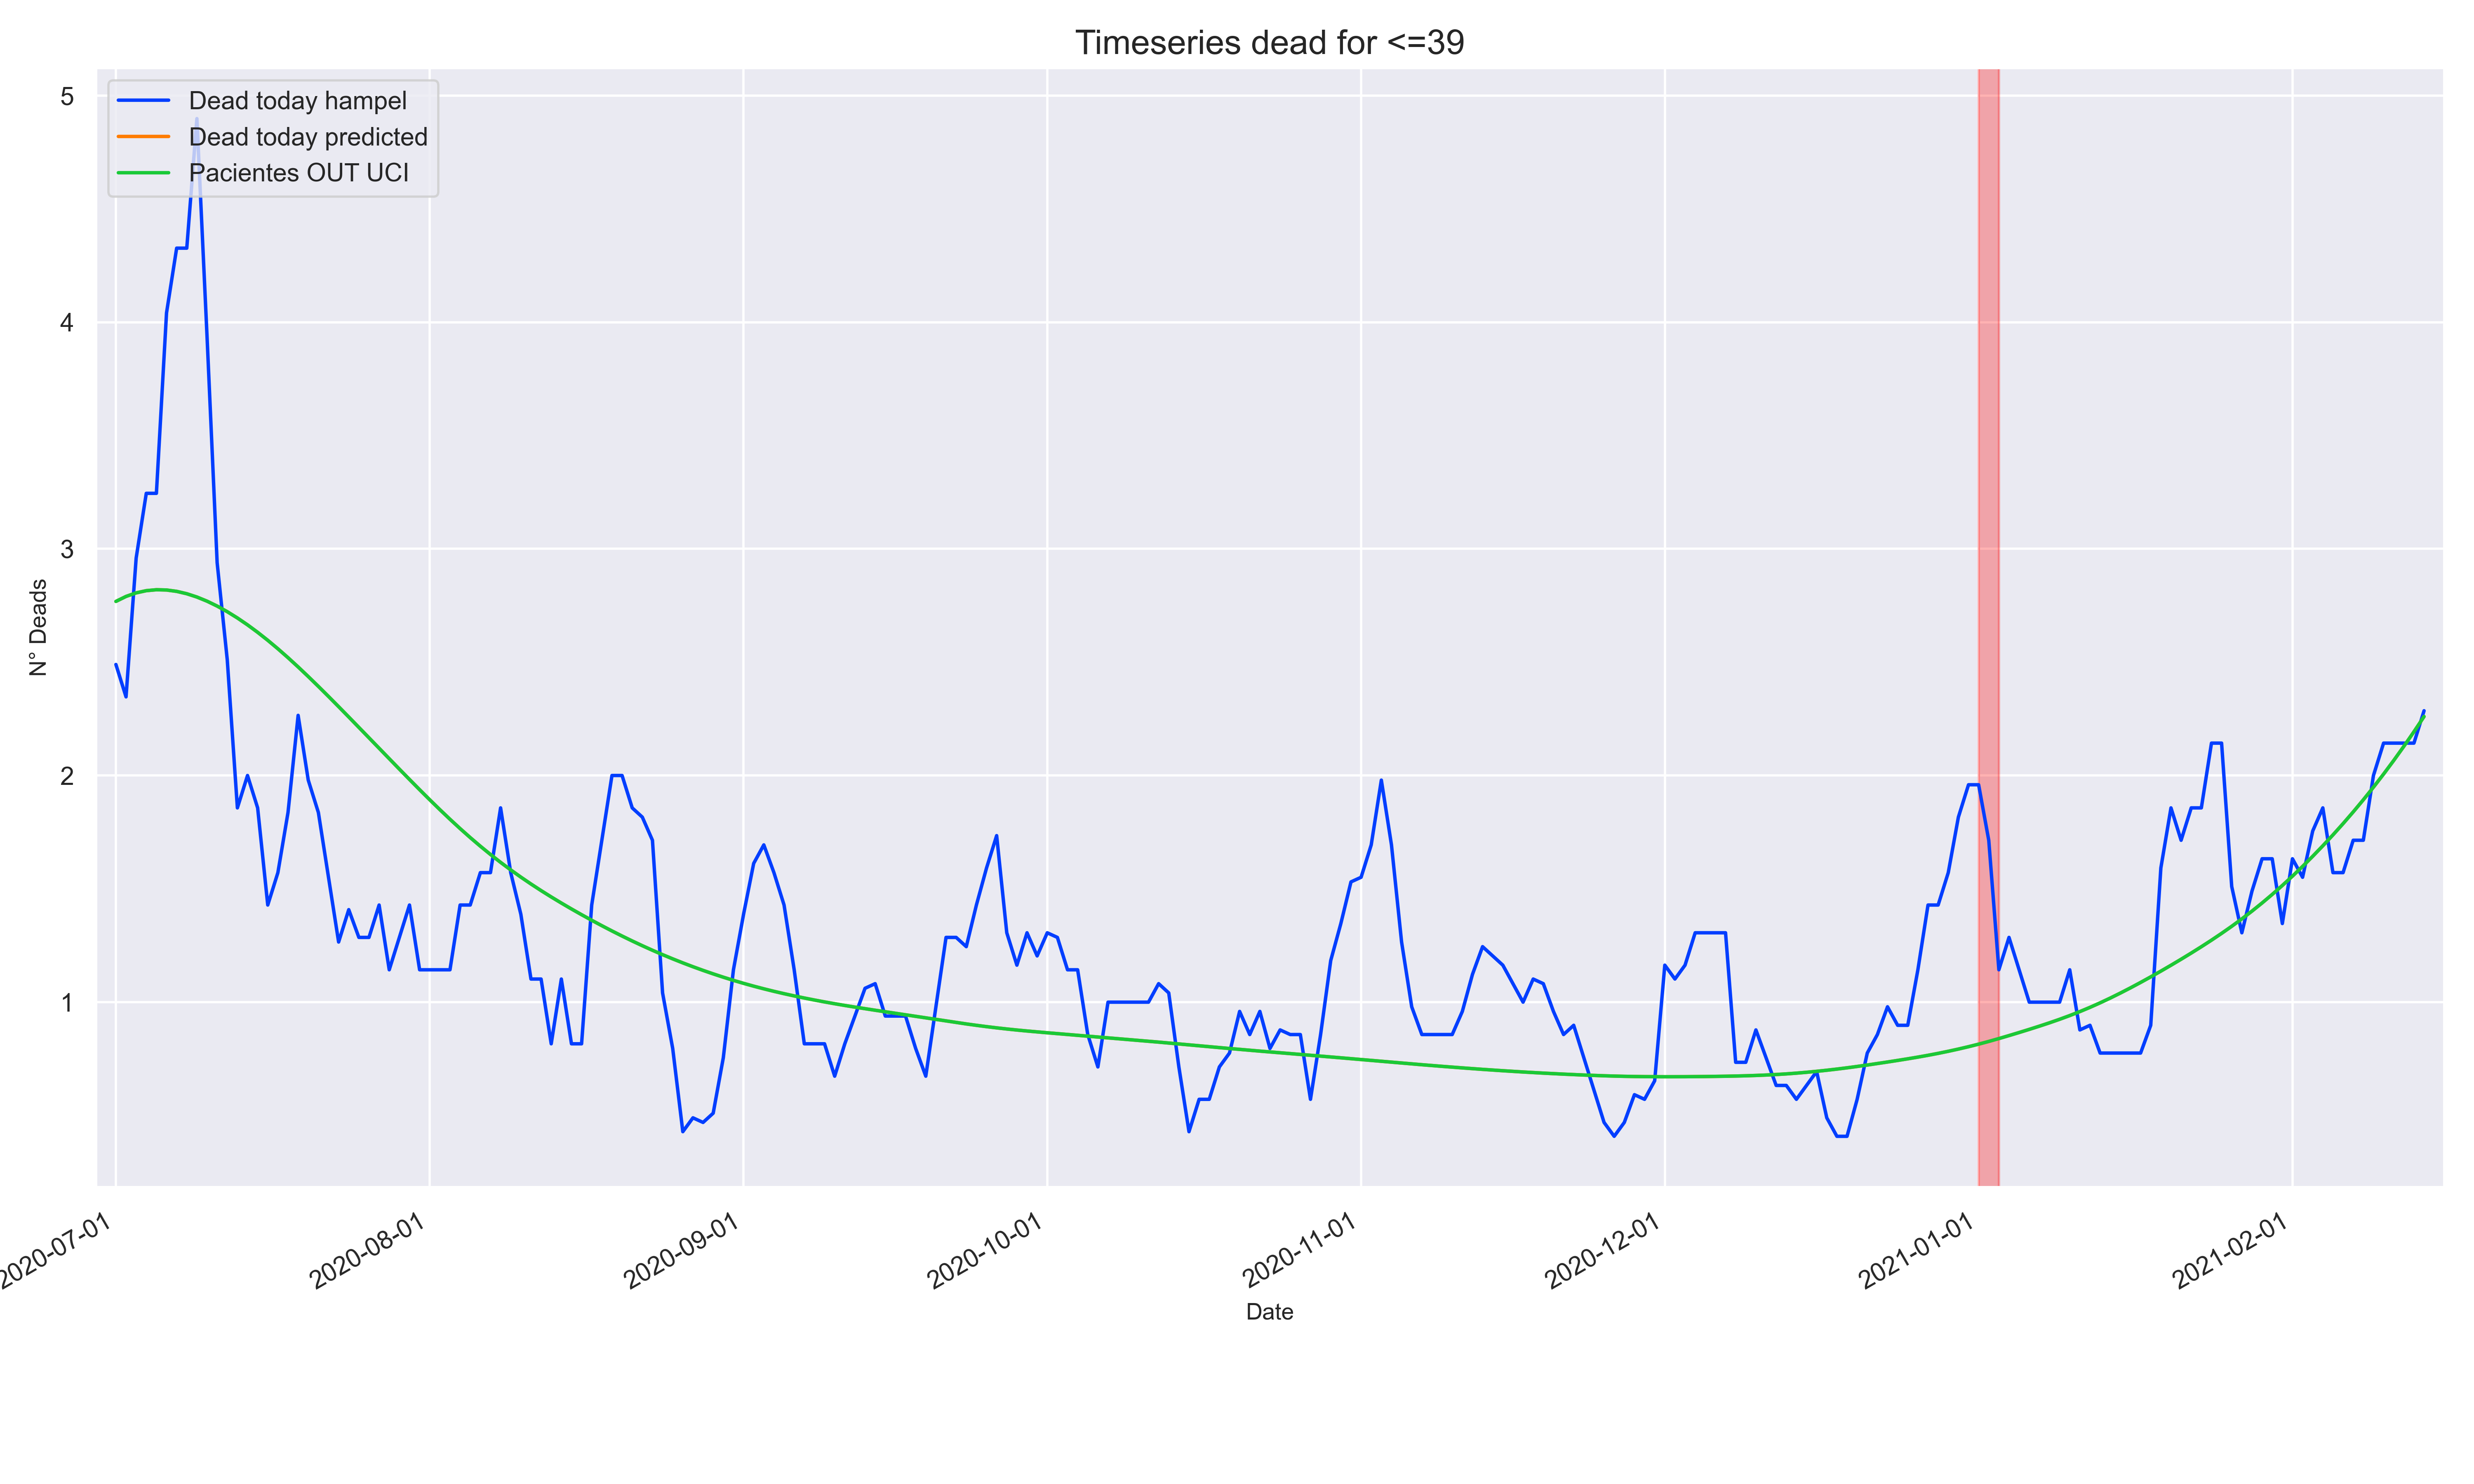 Timeseries dead for <=39
Dead today hampel
Dead today predicted
Pacientes OUT UCI
5
4
3
2
1
N° Deads
2020-07-01
2020-08-01
2020-09-01
2020-10-01
2020-11-01
2020-12-01
2021-01-01
2021-02-01
Date